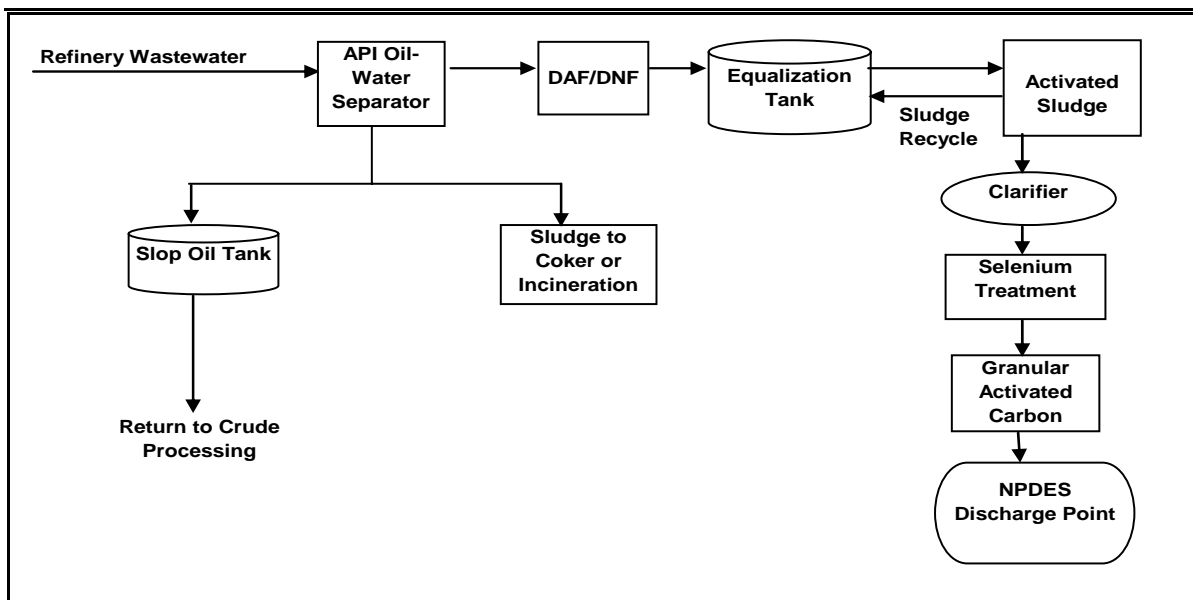 Refinery Wastewater
API Oil-
Water
Separator
DAF/DNF
Equalization
Tank
Activated
Sludge
Sludge
Recycle
Clarifier
Slop Oil Tank
Sludge to
Coker or
Incineration
Selenium
Treatment
Granular
Activated
Carbon
Return to Crude
Processing
NPDES
Discharge Point